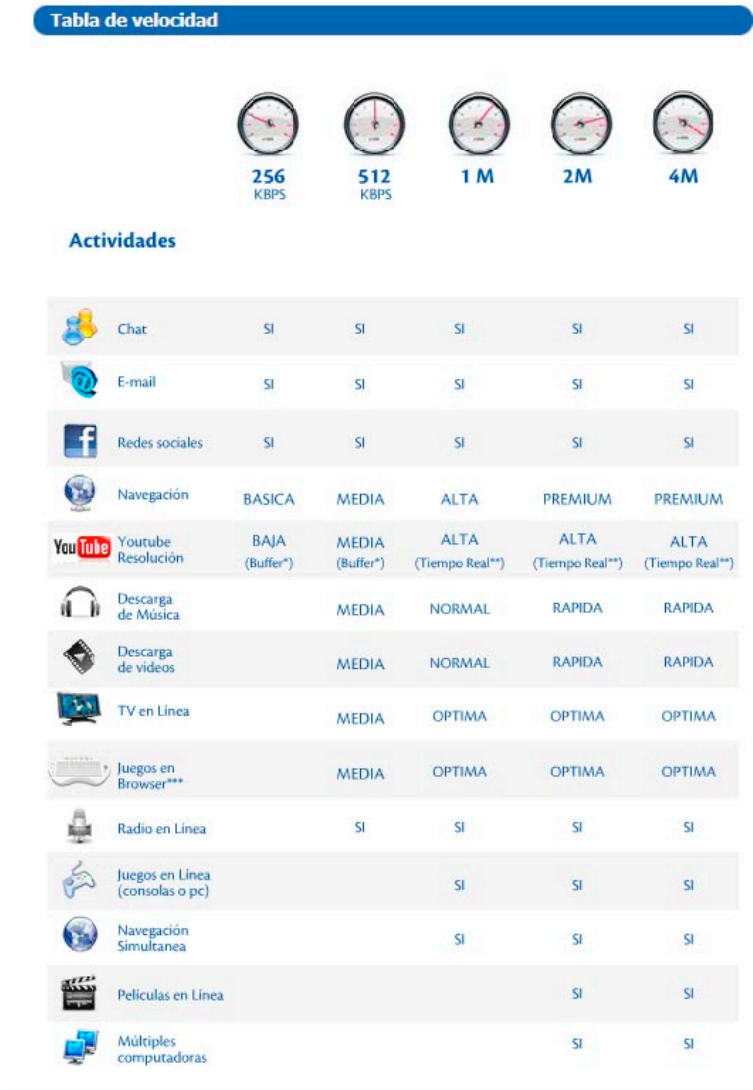 Tabla de velocidad
256 512 1 M 2M 4M
KBPS KBPS
Actividades
Chat SI SI SI SI SI
E-mail SI SI SI SI SI
Redes sociales SI SI SI SI SI
Navegación BASICA MEDIA ALTA PREMIUM PREMIUM
YouTube Youtube BAJA MEDIA ALTA ALTA ALTA
Resolución (Buffer*) (Buffer*) (Tiempo Real**) (Tiempo Real**) (Tiempo Real**)
Descarga
de Música MEDIA NORMAL RAPIDA RAPIDA
Descarga
de videos MEDIA NORMAL RAPIDA RAPIDA
TV en Línea MEDIA OPTIMA OPTIMA OPTIMA
Juegos en
Browser*** MEDIA OPTIMA OPTIMA OPTIMA
Radio en Línea SI SI SI SI
Juegos en Línea
(consolas o pc) SI SI SI
Navegación
Simultanea SI SI SI
Películas en Línea SI SI
Múltiples
computadoras SI SI